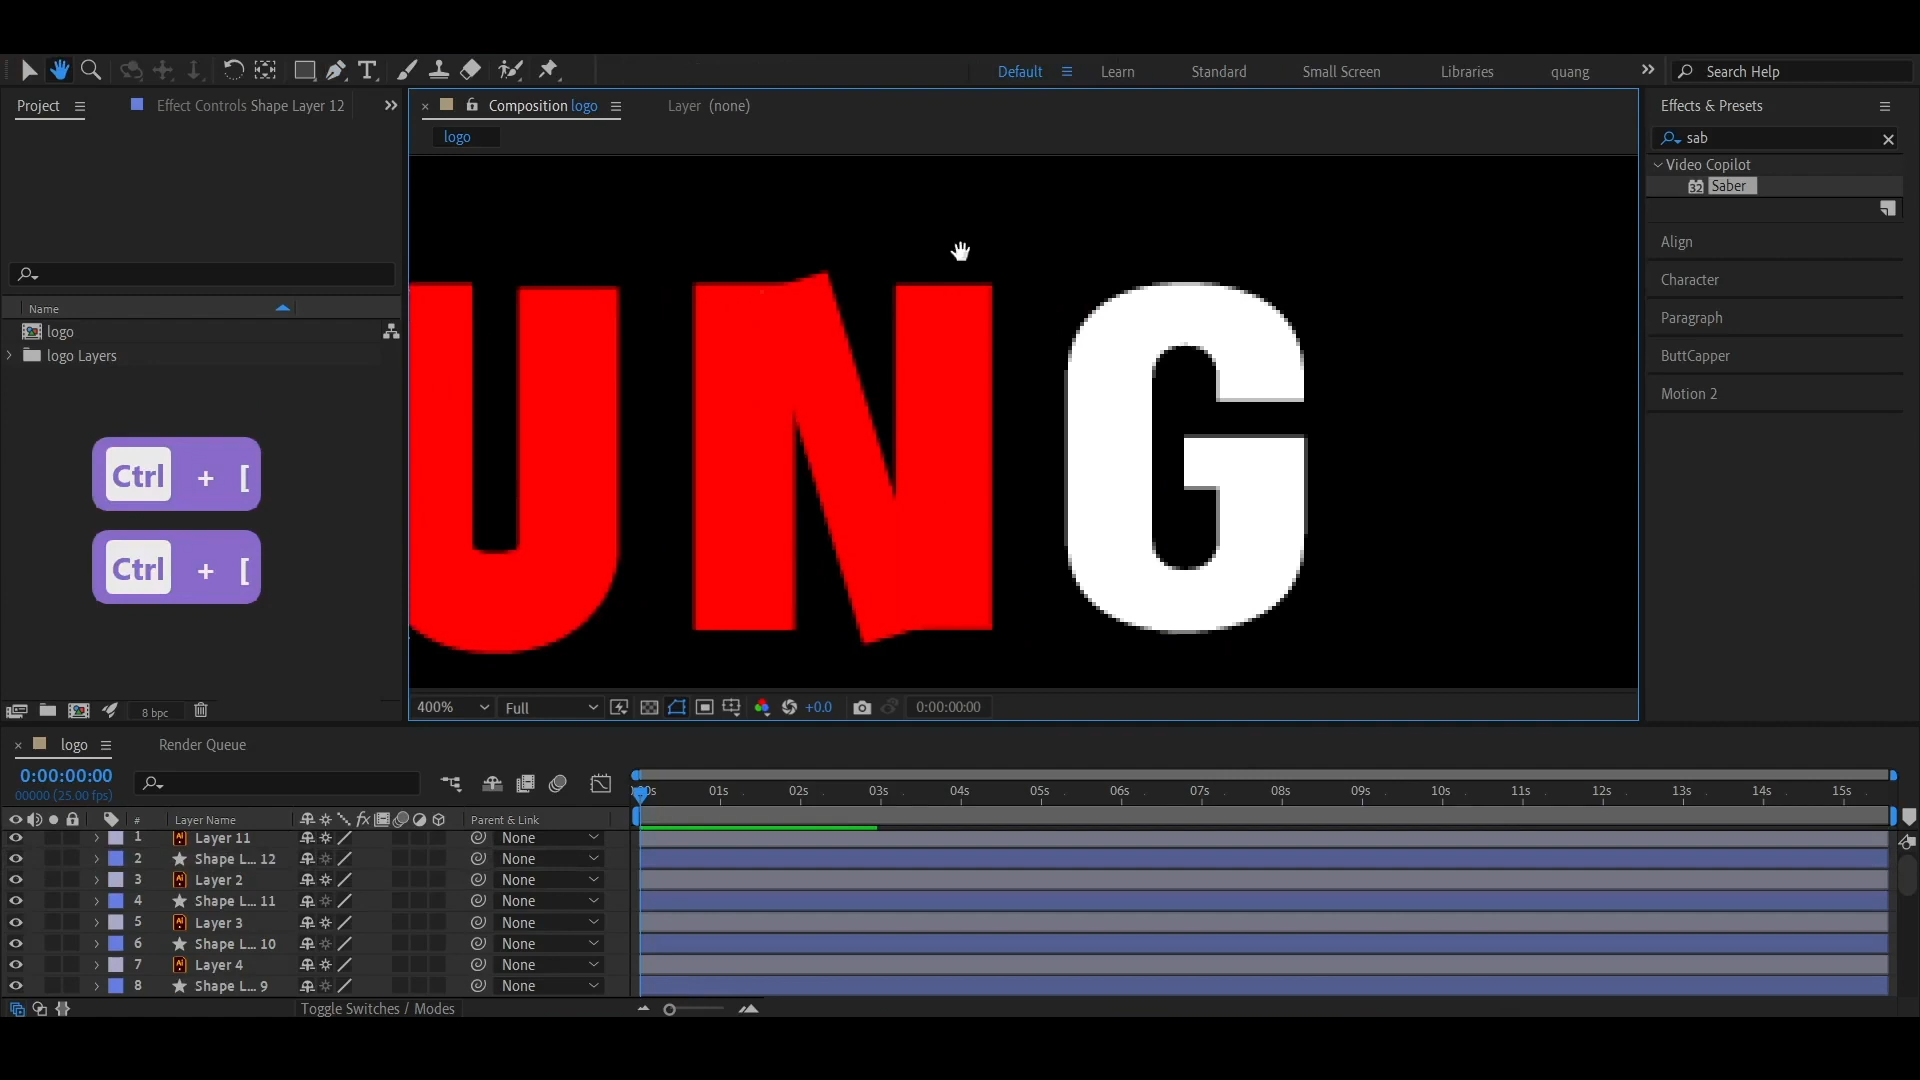 Default
Learn
Standard
Small Screen
Libraries
quang
Search Help
Project
Effect Controls Shape Layer 12
Composition logo
Layer (none)
Effects & Presets
logo
sab
Video Copilot
32 Saber
Align
Character
Paragraph
ButtCapper
Motion 2
Name
logo
logo Layers
Ctrl + [
Ctrl + [
UNG
8 bpc
400%
Full
+0.0
0:00:00:00
logo
Render Queue
0:00:00:00
00000 (25.00 fps)
01s 02s 03s 04s 05s 06s 07s 08s 09s 10s 11s 12s 13s 14s 15s
# Layer Name fx Parent & Link
1 Ai Layer 11 None
2 Shape L... 12 None
3 Ai Layer 2 None
4 Shape L... 11 None
5 Ai Layer 3 None
6 Shape L... 10 None
7 Ai Layer 4 None
8 Shape L... 9 None
Toggle Switches / Modes